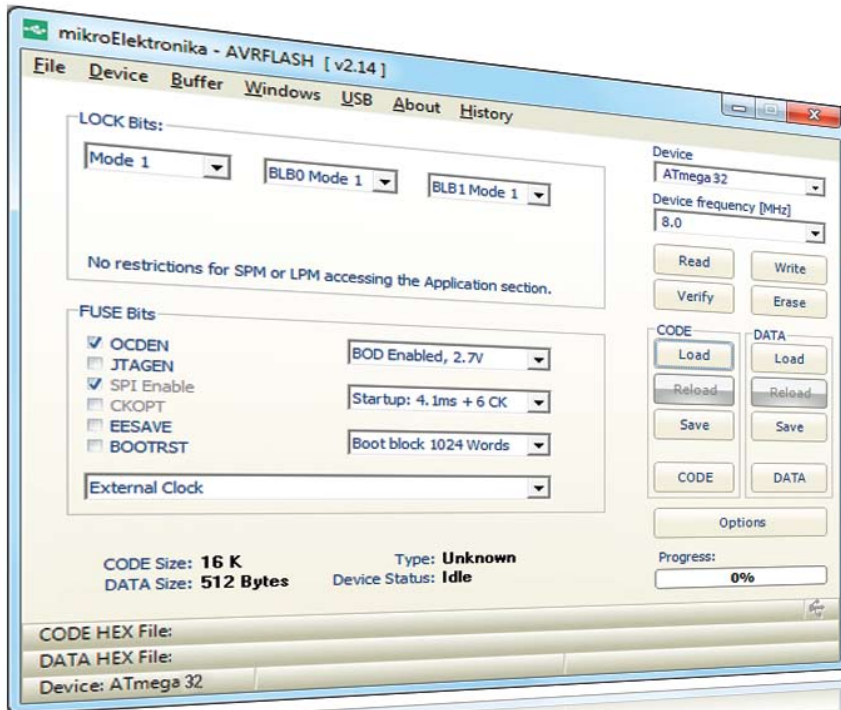 mikroElektronika - AVRFLASH [ v2.14 ]
File Device Buffer Windows USB About History
LOCK Bits:
Mode 1
BLB0 Mode 1
BLB1 Mode 1
No restrictions for SPM or LPM accessing the Application section.
FUSE Bits
OCDEN
JTAGEN
SPI Enable
CKOPT
EESAVE
BOOTRST
BOD Enabled, 2.7V
Startup: 4.1ms + 6 CK
Boot block 1024 Words
External Clock
CODE Size: 16 K
DATA Size: 512 Bytes
Type: Unknown
Device Status: Idle
Device
ATmega32
Device frequency [MHz]
8.0
Read Write
Verify Erase
CODE
Load
Reload
Save
CODE
DATA
Load
Reload
Save
DATA
Options
Progress:
0%
CODE HEX File:
DATA HEX File:
Device: ATmega 32